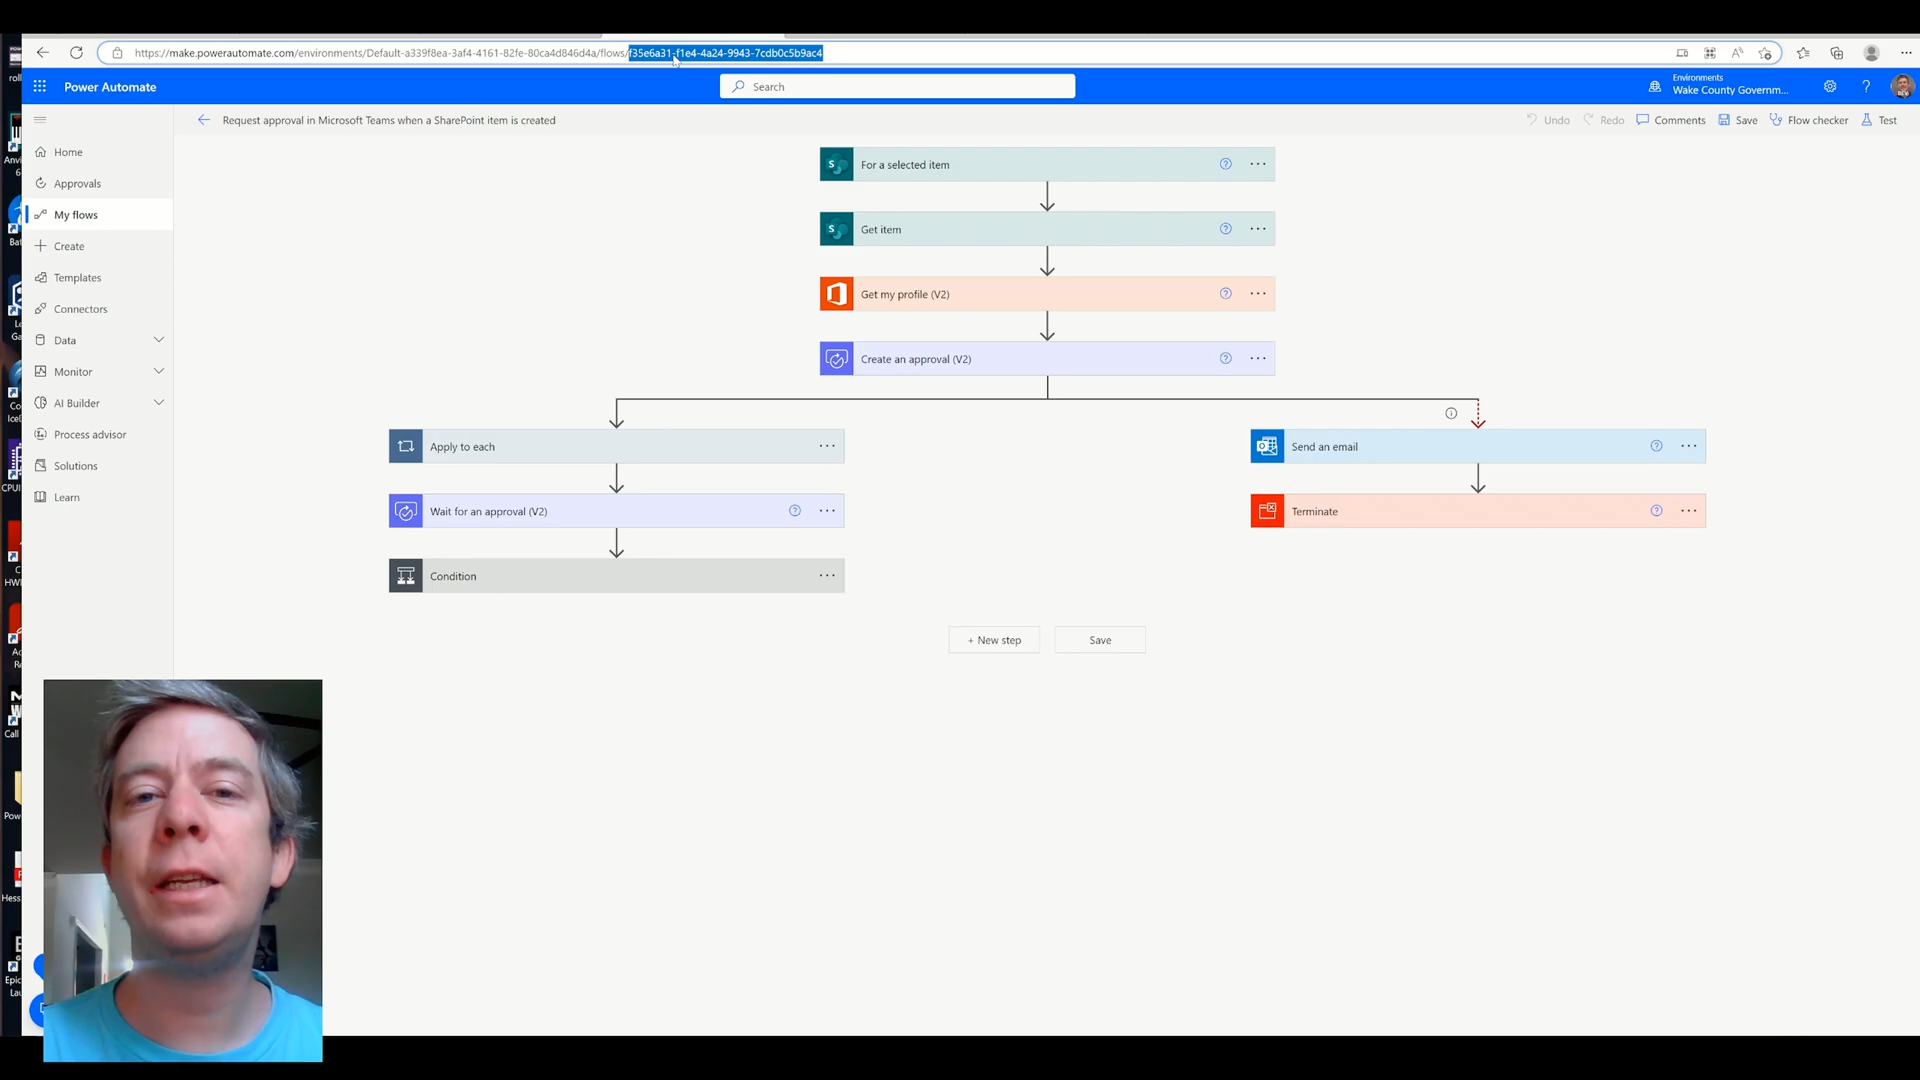 https://make.powerautomate.com/environments/Default-a339f8ea-3af4-4161-82fe-80ca4d846d4a/flows/f35e6a31-f1e4-4a24-9943-7cdb0c5b9ac4
Power Automate
Search
Environments
Wake County Governm...
Request approval in Microsoft Teams when a SharePoint item is created
Undo
Redo
Comments
Save
Flow checker
Test
Home
Approvals
My flows
Create
Templates
Connectors
Data
Monitor
AI Builder
Process advisor
Solutions
Learn
For a selected item
Get item
Get my profile (V2)
Create an approval (V2)
Apply to each
Send an email
Wait for an approval (V2)
Terminate
Condition
+ New step
Save